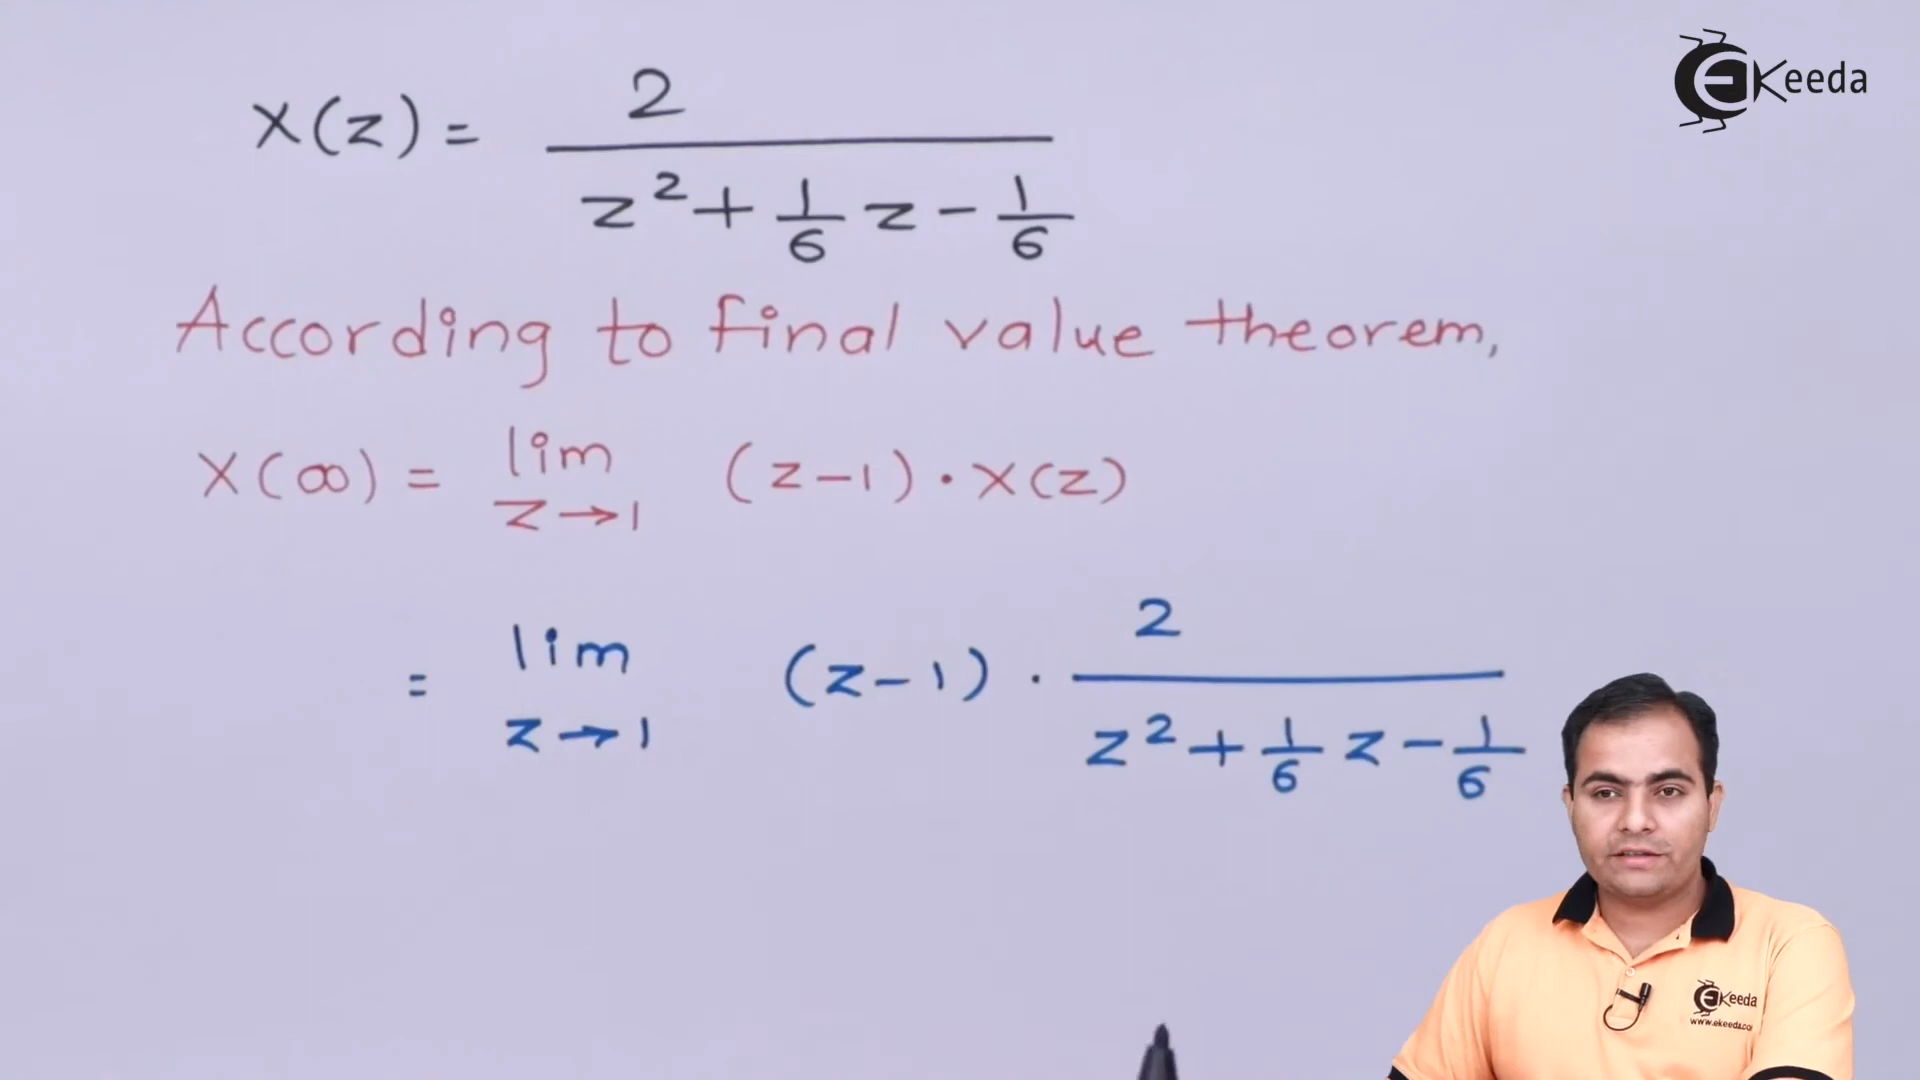 eKeeda
X(z) = 2 / (z² + 1/6 z - 1/6)
According to final value theorem,
X(∞) = lim z→1 (z-1) · X(z)
= lim z→1 (z-1) · 2 / (z² + 1/6 z - 1/6)
eKeeda
www.ekeeda.com